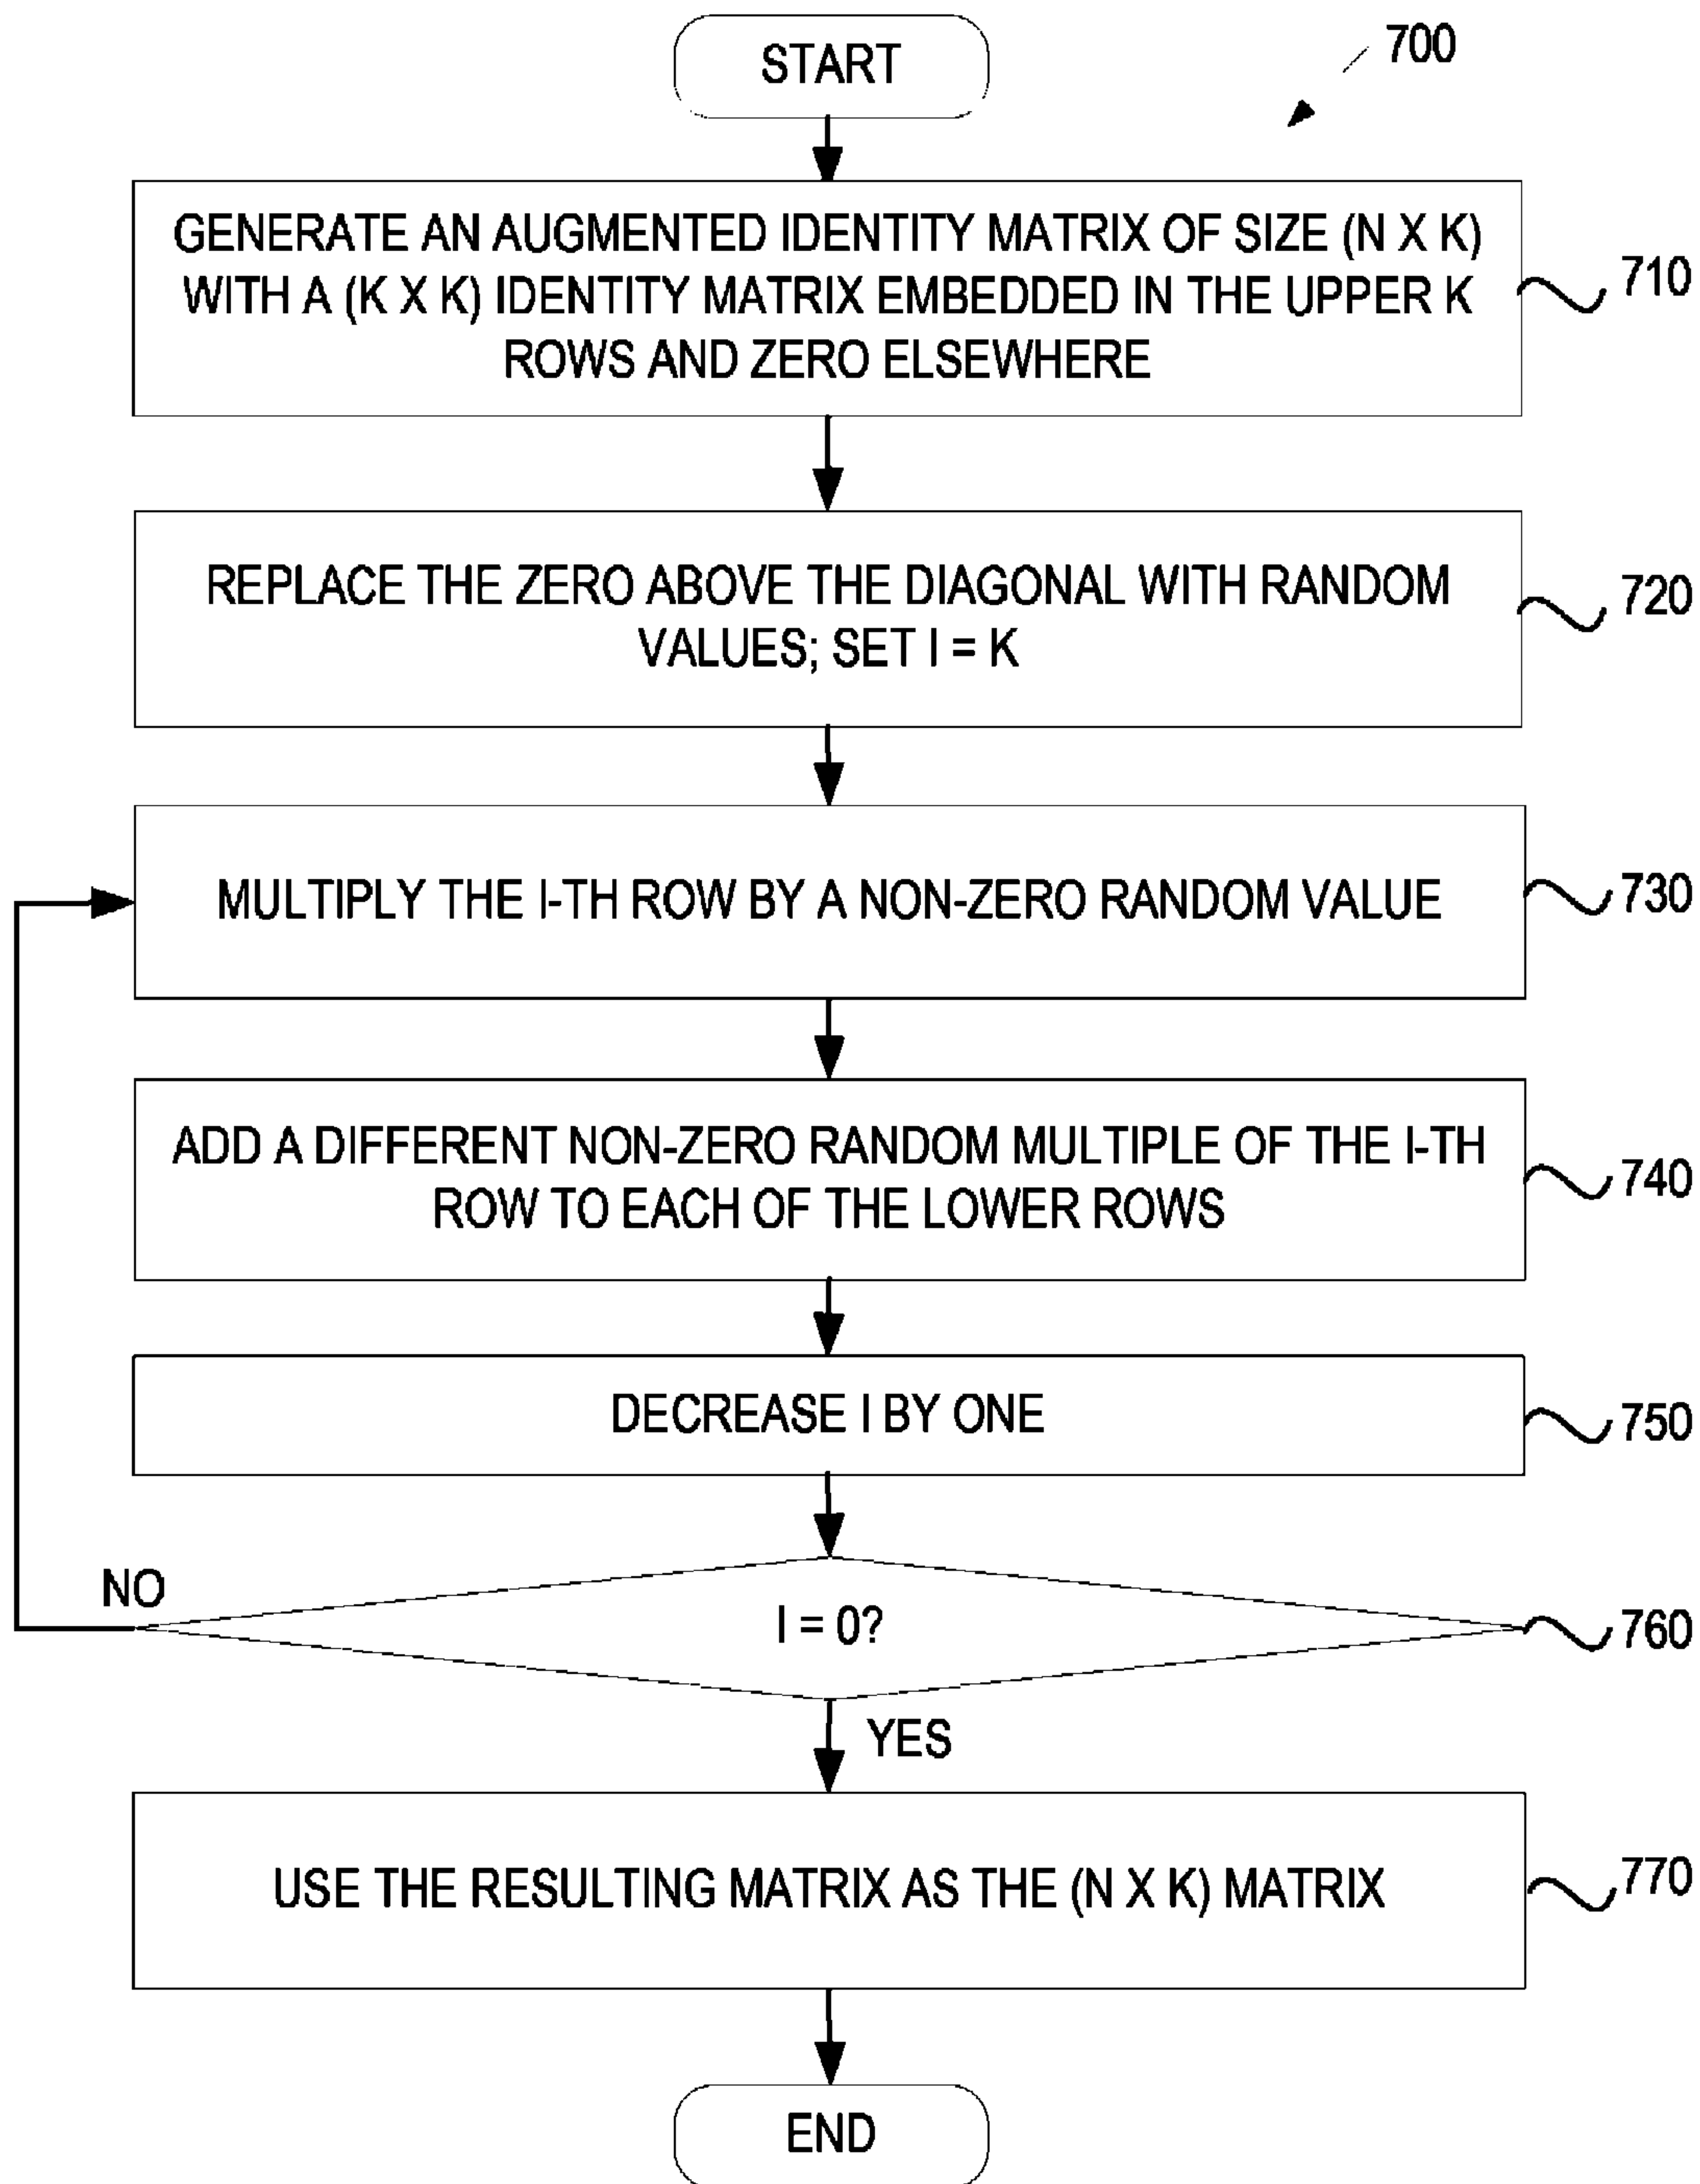 START
700
GENERATE AN AUGMENTED IDENTITY MATRIX OF SIZE (N X K)
WITH A (K X K) IDENTITY MATRIX EMBEDDED IN THE UPPER K
ROWS AND ZERO ELSEWHERE
710
REPLACE THE ZERO ABOVE THE DIAGONAL WITH RANDOM
VALUES; SET I = K
720
MULTIPLY THE I-TH ROW BY A NON-ZERO RANDOM VALUE
730
ADD A DIFFERENT NON-ZERO RANDOM MULTIPLE OF THE I-TH
ROW TO EACH OF THE LOWER ROWS
740
DECREASE I BY ONE
750
NO
I = 0?
760
YES
USE THE RESULTING MATRIX AS THE (N X K) MATRIX
770
END